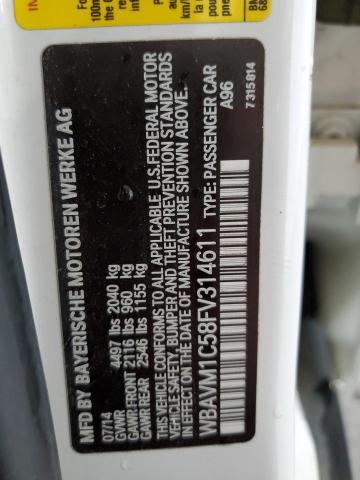 MFD BY BAYERISCHE MOTOREN WERKE AG
07/14
GVWR 4497 lbs 2040 kg
GAWR FRONT 2116 lbs 960 kg
GAWR REAR 2546 lbs 1155 kg
THIS VEHICLE CONFORMS TO ALL APPLICABLE U.S.FEDERAL MOTOR
VEHICLE SAFETY, BUMPER AND THEFT PREVENTION STANDARDS
IN EFFECT ON THE DATE OF MANUFACTURE SHOWN ABOVE.
WBAVM1C58FV314611 TYPE: PASSENGER CAR
A96
7 315 814